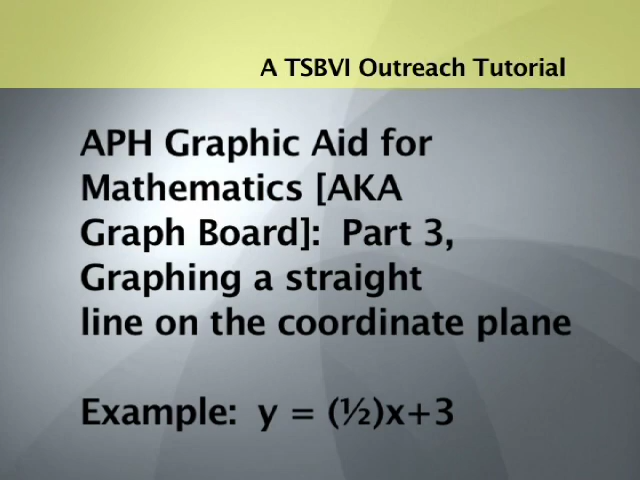 A TSBVI Outreach Tutorial
APH Graphic Aid for
Mathematics [AKA
Graph Board]:  Part 3,
Graphing a straight
line on the coordinate plane
Example:  y = (½)x+3